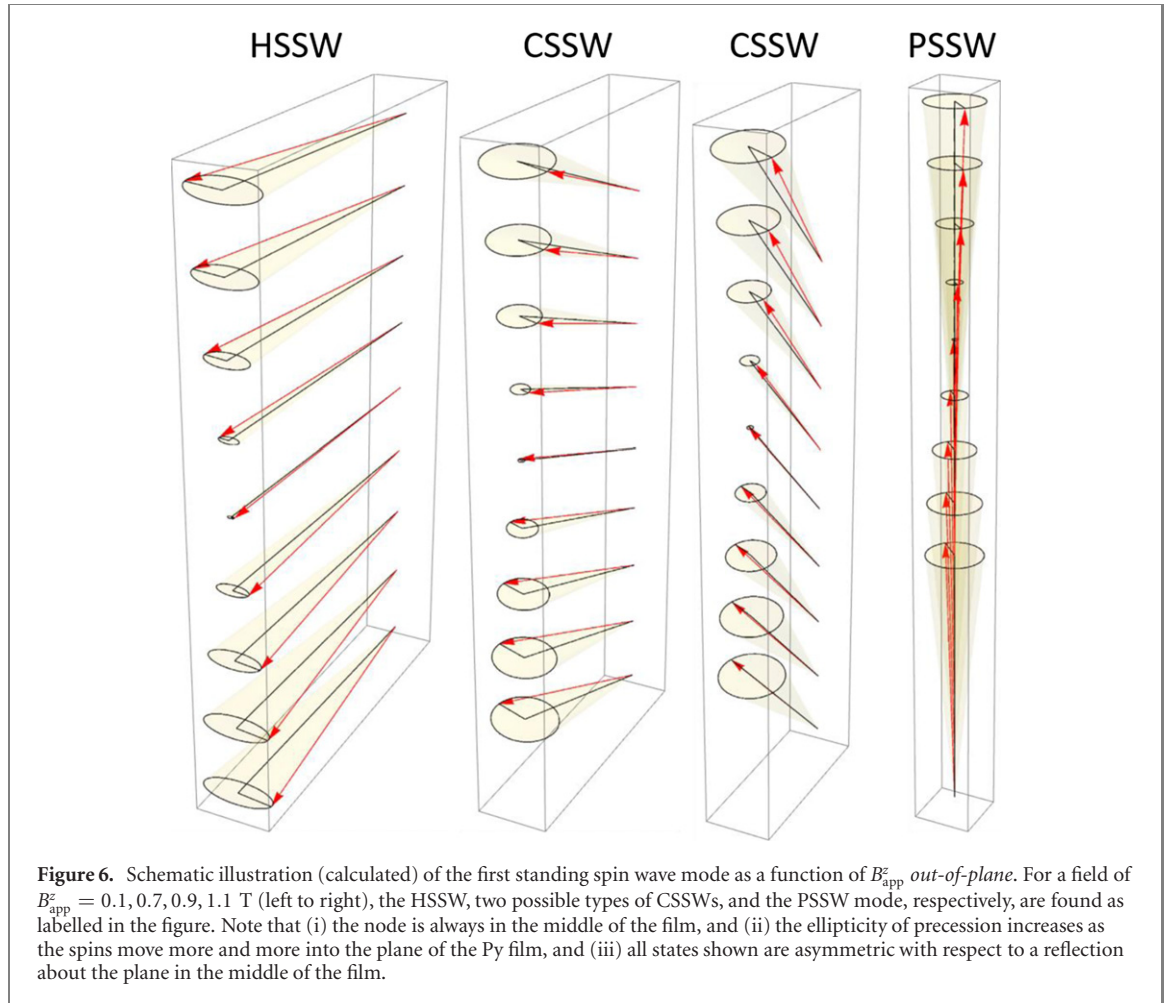 HSSW CSSW CSSW PSSW
Figure 6. Schematic illustration (calculated) of the first standing spin wave mode as a function of B^z_app out-of-plane. For a field of
B^z_app = 0.1, 0.7, 0.9, 1.1 T (left to right), the HSSW, two possible types of CSSWs, and the PSSW mode, respectively, are found as
labelled in the figure. Note that (i) the node is always in the middle of the film, and (ii) the ellipticity of precession increases as
the spins move more and more into the plane of the Py film, and (iii) all states shown are asymmetric with respect to a reflection
about the plane in the middle of the film.